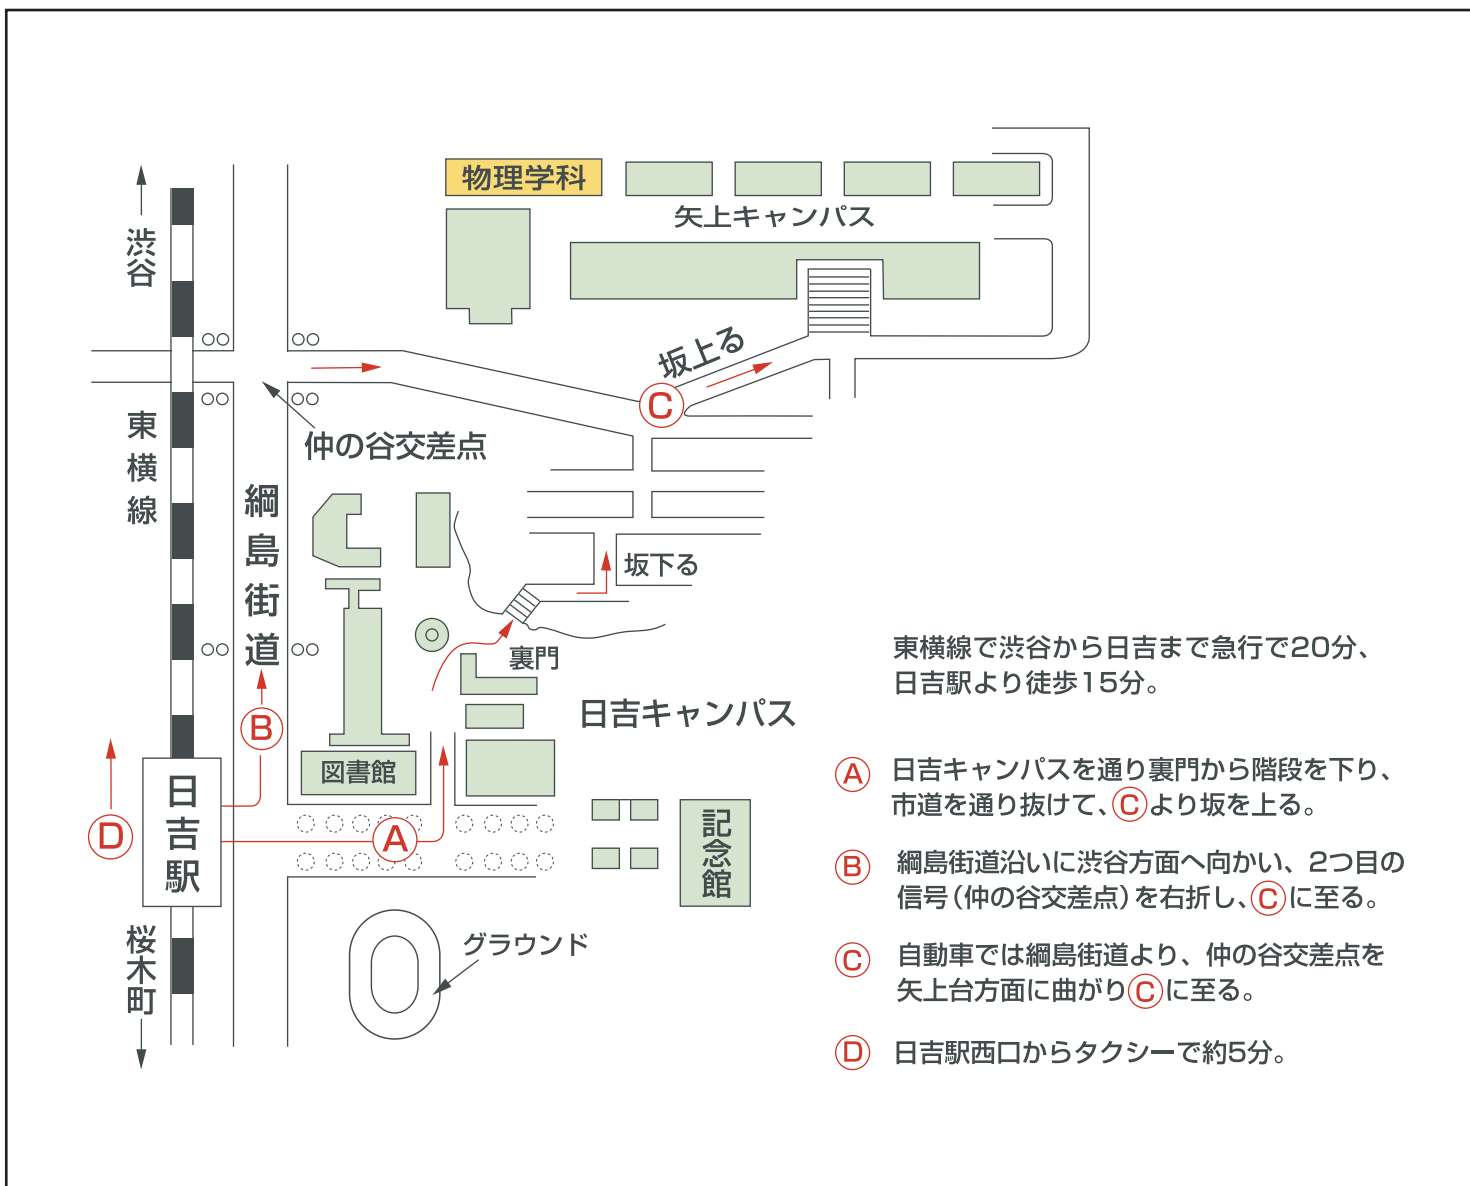 物理学科
矢上キャンパス
渋谷
坂上る
C
東横線
仲の谷交差点
綱島街道
坂下る
裏門
B
日吉キャンパス
図書館
D
日吉駅
A
記念館
グラウンド
桜木町
東横線で渋谷から日吉まで急行で20分、
日吉駅より徒歩15分。
A 日吉キャンパスを通り裏門から階段を下り、
市道を通り抜けて、Cより坂を上る。
B 綱島街道沿いに渋谷方面へ向かい、2つ目の
信号(仲の谷交差点)を右折し、Cに至る。
C 自動車では綱島街道より、仲の谷交差点を
矢上台方面に曲がりCに至る。
D 日吉駅西口からタクシーで約5分。